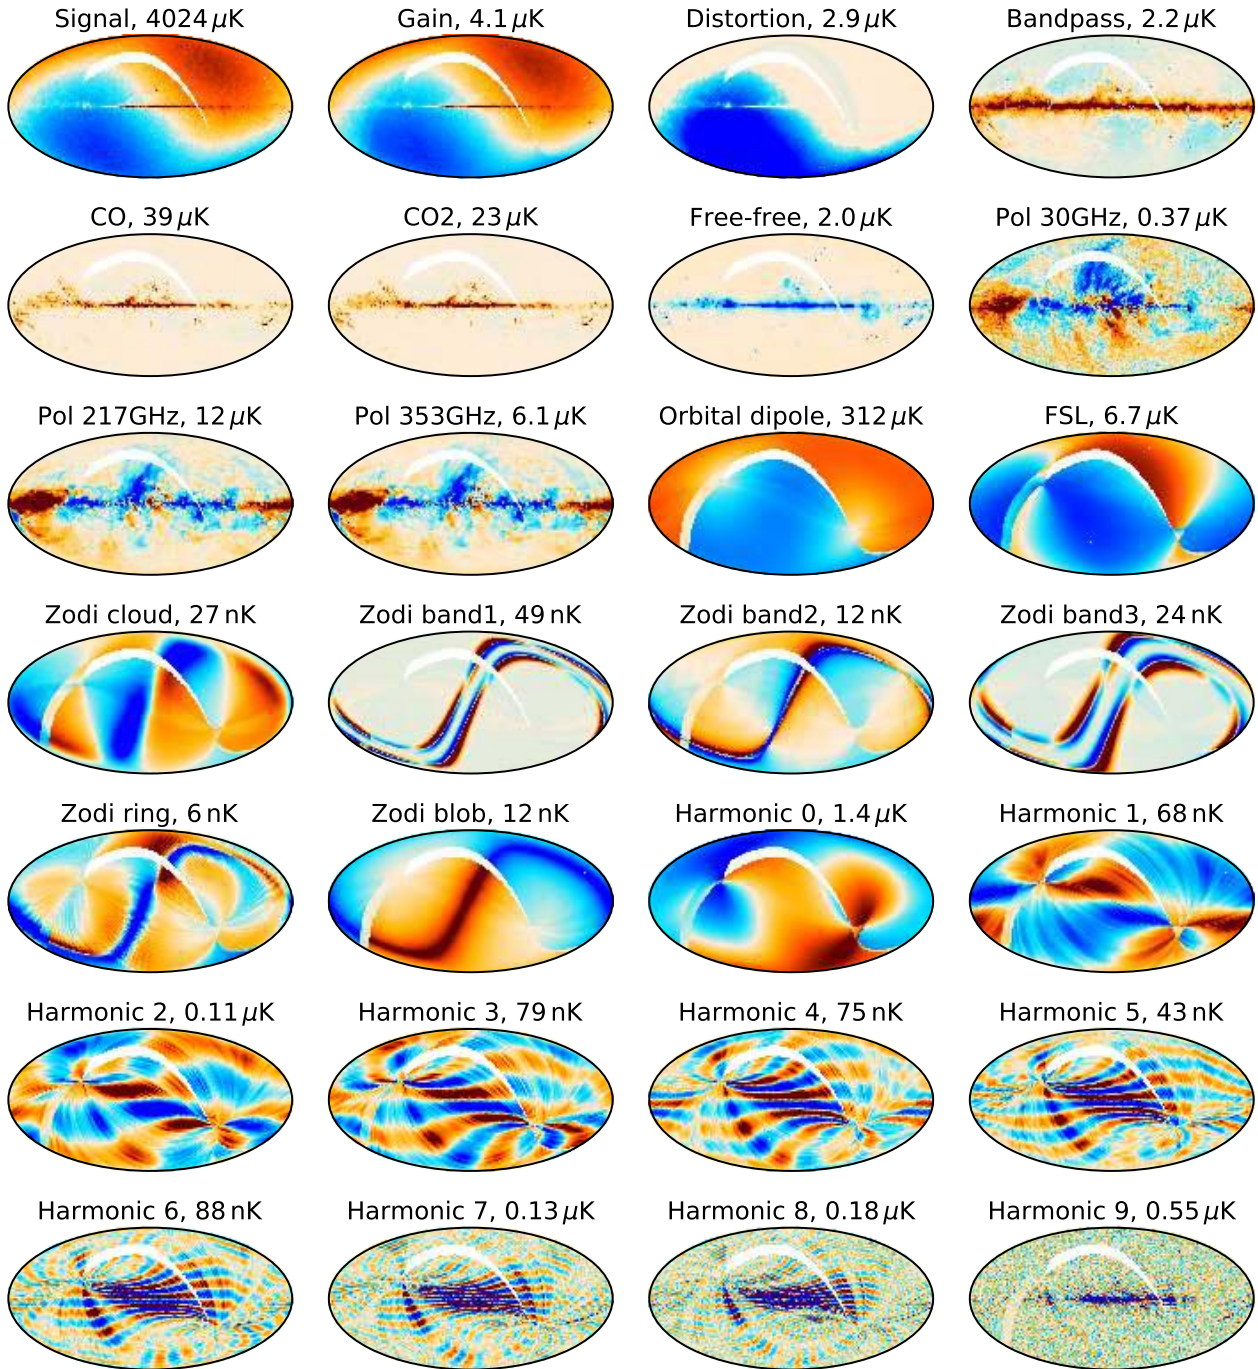 Signal, 4024 μK
Gain, 4.1 μK
Distortion, 2.9 μK
Bandpass, 2.2 μK
CO, 39 μK
CO2, 23 μK
Free-free, 2.0 μK
Pol 30GHz, 0.37 μK
Pol 217GHz, 12 μK
Pol 353GHz, 6.1 μK
Orbital dipole, 312 μK
FSL, 6.7 μK
Zodi cloud, 27 nK
Zodi band1, 49 nK
Zodi band2, 12 nK
Zodi band3, 24 nK
Zodi ring, 6 nK
Zodi blob, 12 nK
Harmonic 0, 1.4 μK
Harmonic 1, 68 nK
Harmonic 2, 0.11 μK
Harmonic 3, 79 nK
Harmonic 4, 75 nK
Harmonic 5, 43 nK
Harmonic 6, 88 nK
Harmonic 7, 0.13 μK
Harmonic 8, 0.18 μK
Harmonic 9, 0.55 μK